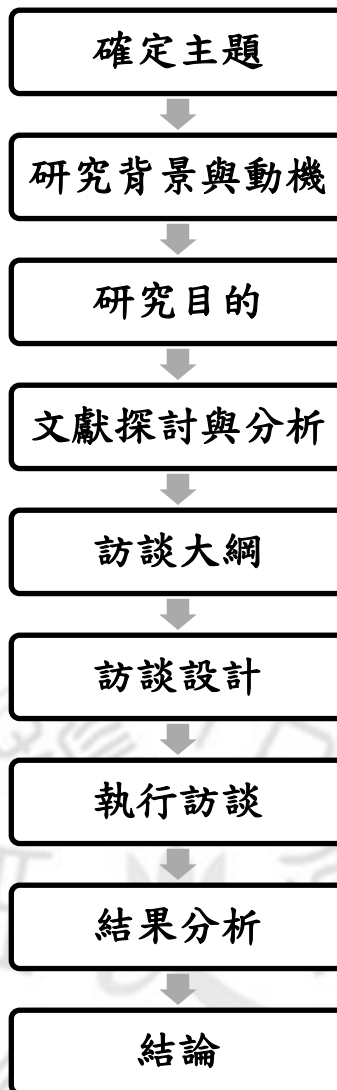 確定主題
研究背景與動機
研究目的
文獻探討與分析
訪談大綱
訪談設計
執行訪談
結果分析
結論